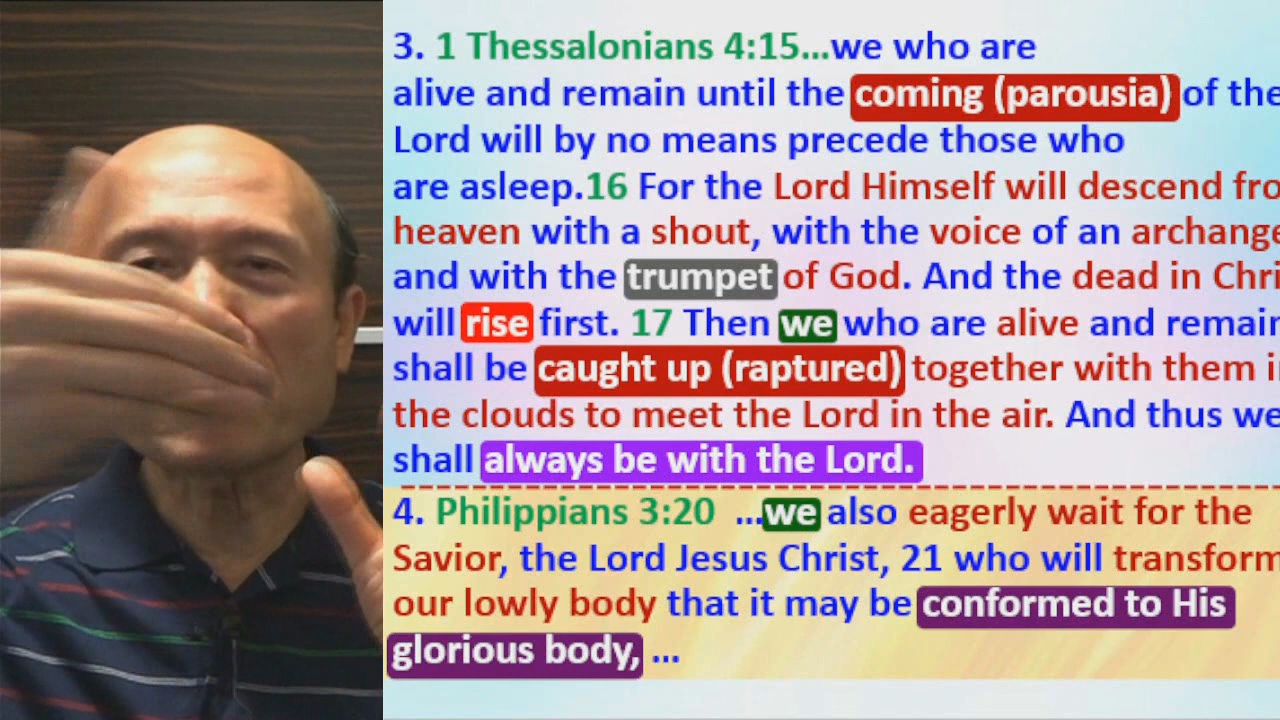 3. 1 Thessalonians 4:15...we who are
alive and remain until the coming (parousia) of the
Lord will by no means precede those who
are asleep.16 For the Lord Himself will descend fro
heaven with a shout, with the voice of an archange
and with the trumpet of God. And the dead in Chri
will rise first. 17 Then we who are alive and remain
shall be caught up (raptured) together with them i
the clouds to meet the Lord in the air. And thus we
shall always be with the Lord.
4. Philippians 3:20 ...we also eagerly wait for the
Savior, the Lord Jesus Christ, 21 who will transform
our lowly body that it may be conformed to His
glorious body, ...